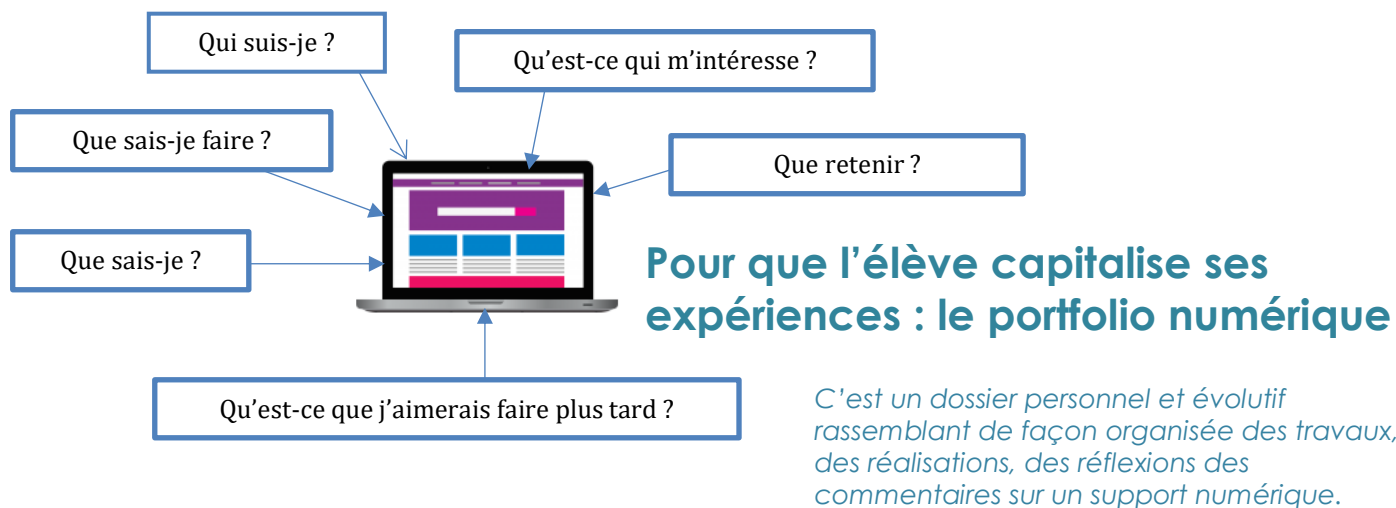 Qui suis-je ?
Qu’est-ce qui m’intéresse ?
Que sais-je faire ?
Que retenir ?
Que sais-je ?
Pour que l’élève capitalise ses
expériences : le portfolio numérique
Qu’est-ce que j’aimerais faire plus tard ?
C’est un dossier personnel et évolutif
rassemblant de façon organisée des travaux,
des réalisations, des réflexions des
commentaires sur un support numérique.